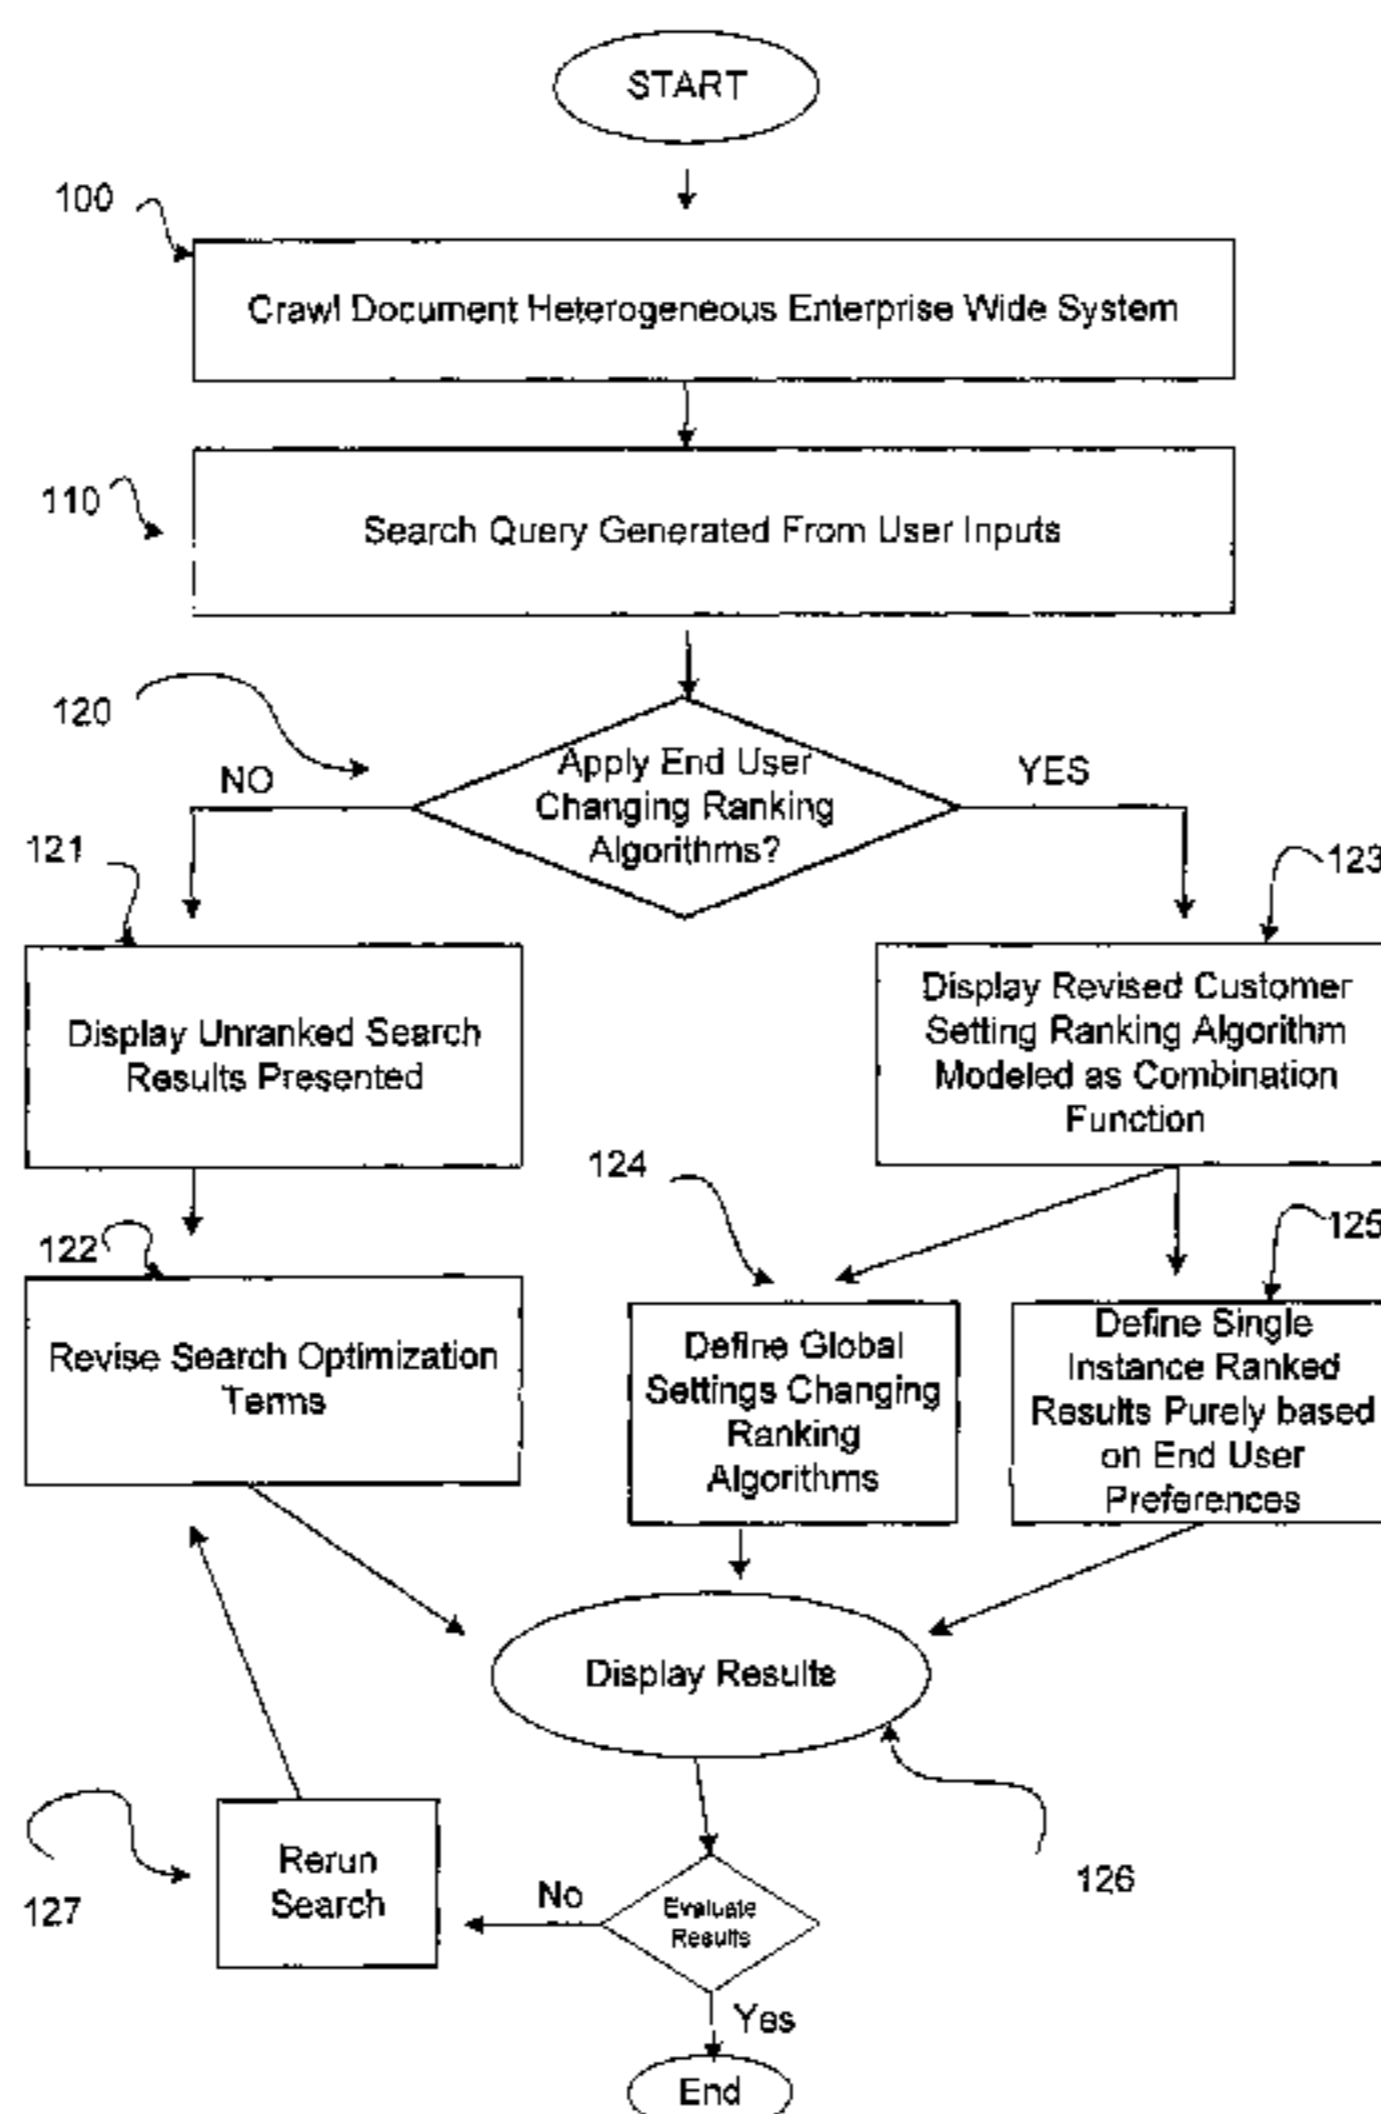 START
100
Crawl Document Heterogeneous Enterprise Wide System
110
Search Query Generated From User Inputs
120
NO
Apply End User
Changing Ranking
Algorithms?
YES
121
123
Display Unranked Search
Results Presented
Display Revised Customer
Setting Ranking Algorithm
Modeled as Combination
Function
124
122
125
Revise Search Optimization
Terms
Define Global
Settings Changing
Ranking
Algorithms
Define Single
Instance Ranked
Results Purely based
on End User
Preferences
Display Results
126
127
Rerun
Search
No
Evaluate
Results
Yes
End